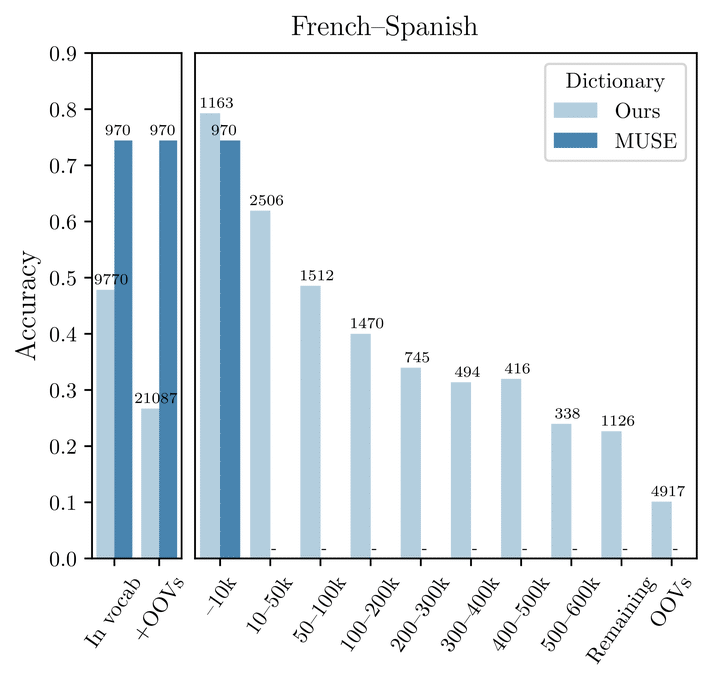 French–Spanish
Accuracy
0.9
0.8
0.7
0.6
0.5
0.4
0.3
0.2
0.1
0.0
970 970
9770
21087
1163
970
2506
1512
1470
745
494
416
338
1126
4917
- - - - - - - - -
Dictionary
Ours
MUSE
In vocab
+OOVs
–10k
10–50k
50–100k
100–200k
200–300k
300–400k
400–500k
500–600k
Remaining
OOVs